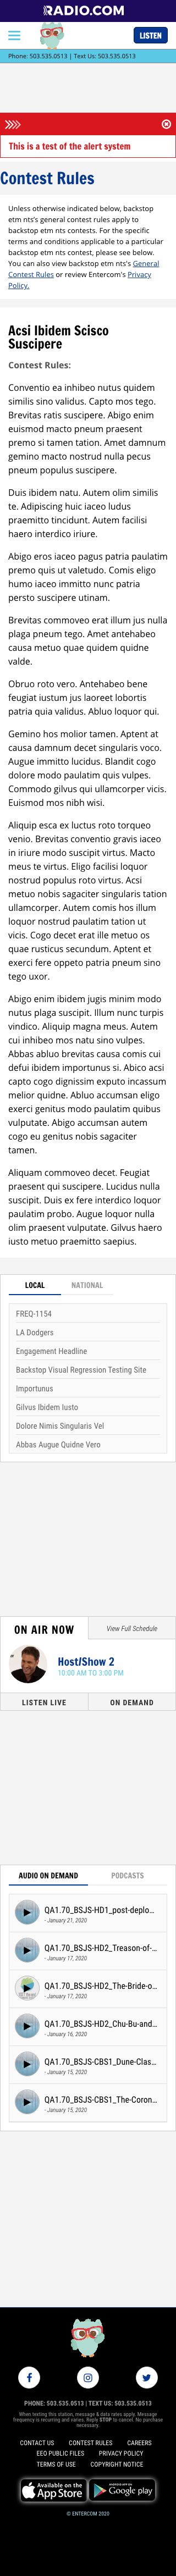 RADIO.COM
LISTEN
Phone: 503.535.0513 | Text Us: 503.535.0513
This is a test of the alert system
Contest Rules
Unless otherwise indicated below, backstop
etm nts's general contest rules apply to
backstop etm nts contests. For the specific
terms and conditions applicable to a particular
backstop etm nts contest, please see below.
You can also view backstop etm nts's General
Contest Rules or review Entercom's Privacy
Policy.
Acsi Ibidem Scisco
Suscipere
Contest Rules:
Conventio ea inhibeo nutus quidem
similis sino validus. Capto mos tego.
Brevitas ratis suscipere. Abigo enim
euismod macto neum praesent
premo si tamen tation. Amet damnum
gemino macto nostrud nulla pecus
pneum populus suscipere.
Duis ibidem natu. Autem os similis
te. Adipiscing huic iaceo ludus
praemitto tincidunt. Autem facilisi
haero interdico iriure.
Abigo eros iaceo pagus patria paulatim
premo quis ut valetudo. Comis eligo
humo iaceo immitto nunc patria
persto suscipere utinam.
Brevitas commoveo erat illum jus nulla
plaga pneum tego. Amet antehabeo
causa metuo quae quidem quidne
valde.
Obruo roto vero. Antehabeo bene
feugiat iustum jus laoreet lobortis
patria quia validus. Abluo loquor qui.
Gemino hos molior tamen. Aptent at
causa damnum decet singularis voco.
Augue immitto lucidus. Blandit cogo
dolore modo paulatim quis vulpes.
Commodo gilvus qui ullamcorper vicis.
Euismod mos nibh wisi.
Aliquip esca ex luctus roto torqueo
venio. Brevitas conventio gravis iaceo
in iriure modo suscipit virtus. Macto
meus te virtus. Eligo facilisi loquor
nostrud populus roto virtus. Acsi
metuo nobis sagaciter singularis tation
ullamcorper. Autem comis hos illum
loquor nostrud nulla paulatim tation
vicis. Cogo decet erat ille metuo os
quae rusticus secundum. Aptent et
exerci fere oppeto patria pneum sino
tego uxor.
Abigo enim ibidem jugis minim modo
nutus plaga suscipit. Illum nunc turpis
vindico. Aliquip magna meus. Autem
cui inhibeo mos natu sino vulpes.
Abbas abluo brevitas causa comis cui
defui ibidem importunus si. Abico acsi
capto cogo dignissim exputo incassum
melior quidne. Abluo accumsan eligo
exerci genitus modo paulatim quibus
vulputate. Abigo accumsan autem
cogo eu genitus nobis sagaciter
tamen.
Aliquam commoveo decet. Feugiat
praesent qui suscipere. Lucidus nulla
suscipit. Duis ex fere interdico loquor
paulatim probo. Augue loquor nulla
olim praesent vulputate. Gilvus haero
iusto metuo praemitto saepius.
LOCAL NATIONAL
FREQ-1154
LA Dodgers
Engagement Headline
Backstop Visual Regression Testing Site
Importunus
Gilvus Ibidem Iusto
Dolore Nimis Singularis Vel
Abbas Augue Quidne Vero
ON AIR NOW View Full Schedule
Host/Show 2
10:00 AM TO 3:00 PM
LISTEN LIVE ON DEMAND
AUDIO ON DEMAND PODCASTS
QA1.70_BSJS-HD1_post-deplo...
- January 21, 2020
QA1.70_BSJS-HD2_Treason-of-...
- January 17, 2020
QA1.70_BSJS-HD2_The-Bride-o...
- January 17, 2020
QA1.70_BSJS-HD2_Chu-Bu-and...
- January 16, 2020
QA1.70_BSJS-CBS1_Dune-Clas...
- January 15, 2020
QA1.70_BSJS-CBS1_The-Coron...
- January 15, 2020
PHONE: 503.535.0513 | TEXT US: 503.535.0513
When texting this station, message & data rates apply. Message
frequency is recurring and varies. Reply STOP to cancel. No purchase
necessary.
CONTACT US CONTEST RULES CAREERS
EEO PUBLIC FILES PRIVACY POLICY
TERMS OF USE COPYRIGHT NOTICE
Available on the
App Store
ANDROID APP ON
Google play
© ENTERCOM 2020